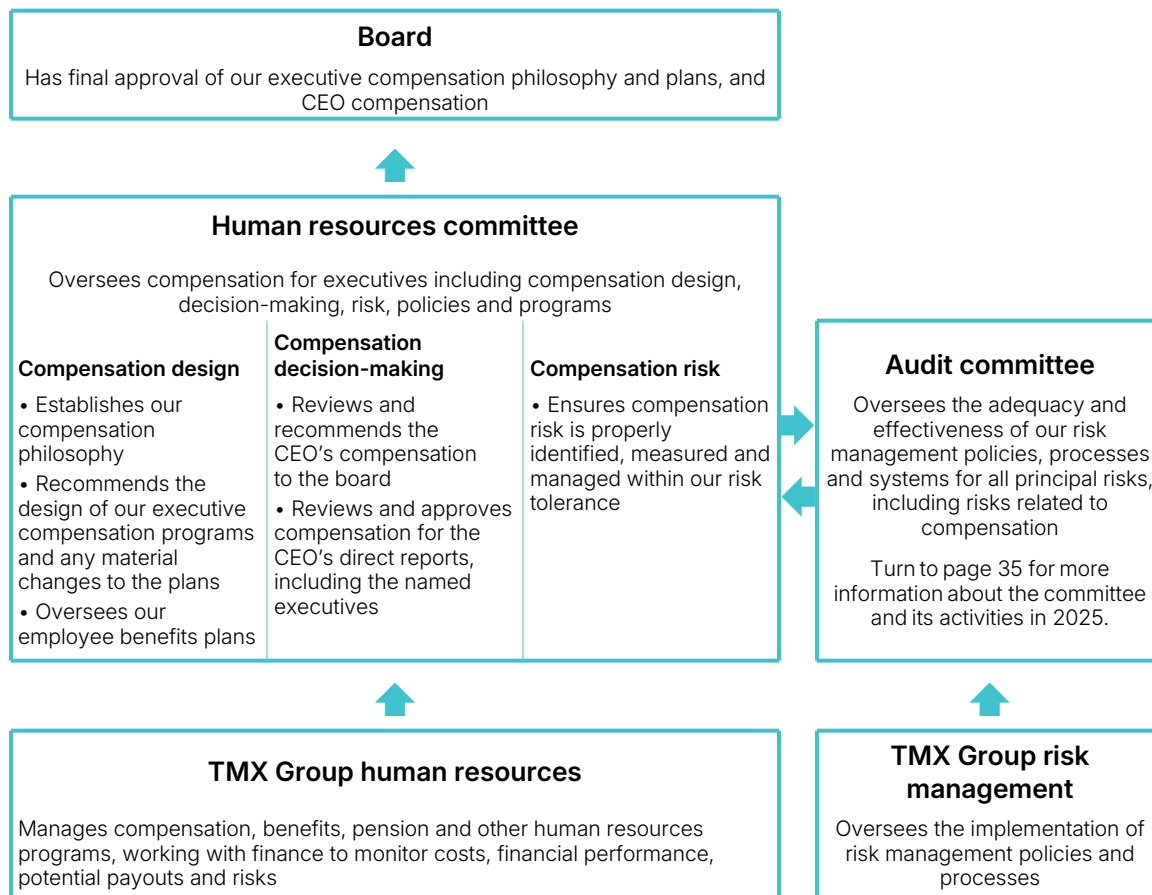 Board
Has final approval of our executive compensation philosophy and plans, and
CEO compensation
Human resources committee
Oversees compensation for executives including compensation design,
decision-making, risk, policies and programs
Compensation design
• Establishes our
compensation
philosophy
• Recommends the
design of our executive
compensation programs
and any material
changes to the plans
• Oversees our
employee benefits plans
Compensation
decision-making
• Reviews and
recommends the
CEO’s compensation
to the board
• Reviews and approves
compensation for the
CEO’s direct reports,
including the named
executives
Compensation risk
• Ensures compensation
risk is properly
identified, measured and
managed within our risk
tolerance
Audit committee
Oversees the adequacy and
effectiveness of our risk
management policies, processes
and systems for all principal risks,
including risks related to
compensation
Turn to page 35 for more
information about the committee
and its activities in 2025.
TMX Group human resources
Manages compensation, benefits, pension and other human resources
programs, working with finance to monitor costs, financial performance,
potential payouts and risks
TMX Group risk
management
Oversees the implementation of
risk management policies and
processes